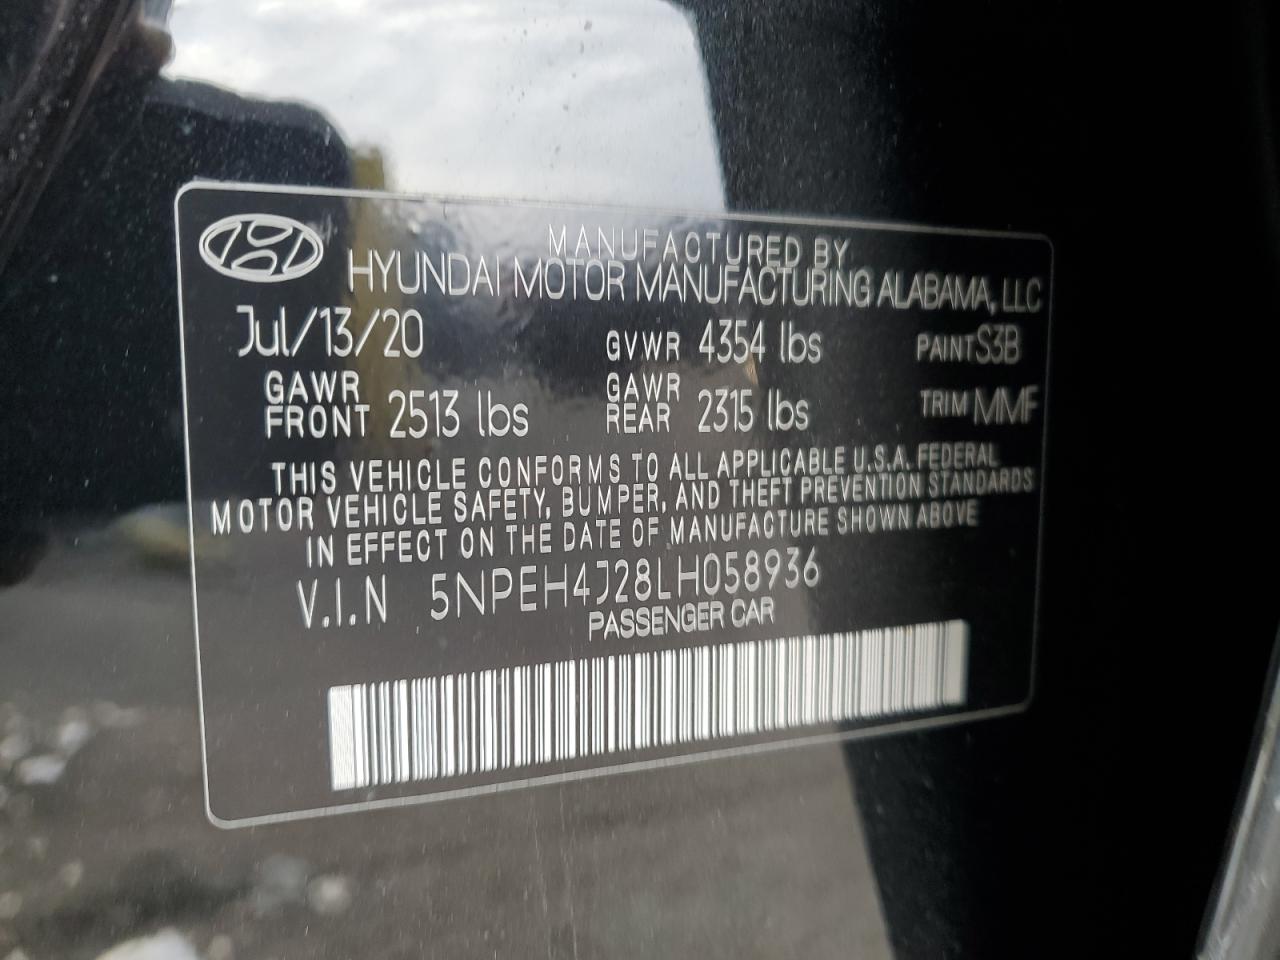 MANUFACTURED BY
HYUNDAI MOTOR MANUFACTURING ALABAMA, LLC
Jul/13/20 GVWR 4354 lbs PAINT S3B
GAWR FRONT 2513 lbs GAWR REAR 2315 lbs TRIM MMF
THIS VEHICLE CONFORMS TO ALL APPLICABLE U.S.A. FEDERAL
MOTOR VEHICLE SAFETY, BUMPER, AND THEFT PREVENTION STANDARDS
IN EFFECT ON THE DATE OF MANUFACTURE SHOWN ABOVE
V.I.N 5NPEH4J28LH058936
PASSENGER CAR